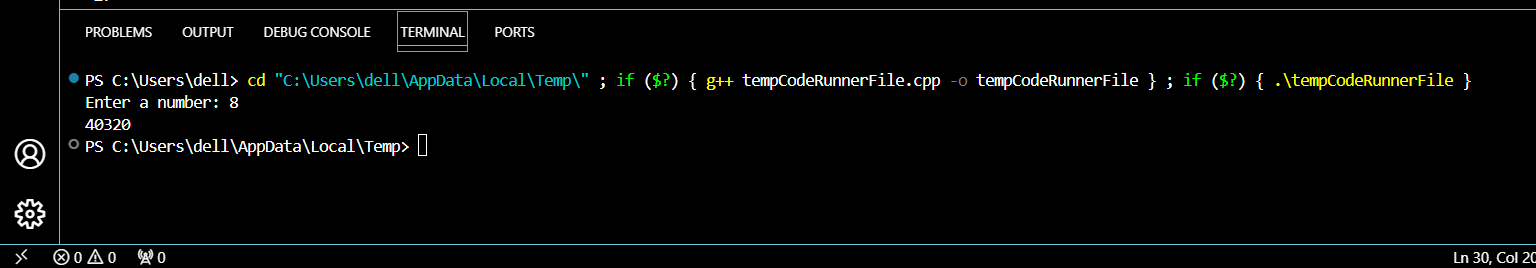 PROBLEMS OUTPUT DEBUG CONSOLE TERMINAL PORTS
PS C:\Users\dell> cd "C:\Users\dell\AppData\Local\Temp\" ; if ($?) { g++ tempCodeRunnerFile.cpp -o tempCodeRunnerFile } ; if ($?) { .\tempCodeRunnerFile }
Enter a number: 8
40320
PS C:\Users\dell\AppData\Local\Temp>
0 0 0 Ln 30, Col 20